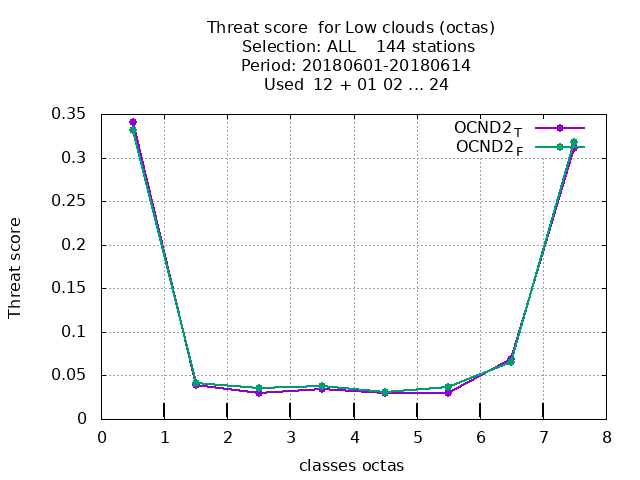 Threat score  for Low clouds (octas)
Selection: ALL    144 stations
Period: 20180601-20180614
Used  12 + 01 02 ... 24
OCND2_T
OCND2_F
0.35
0.3
0.25
0.2
0.15
0.1
0.05
0
Threat score
0 1 2 3 4 5 6 7 8
classes octas